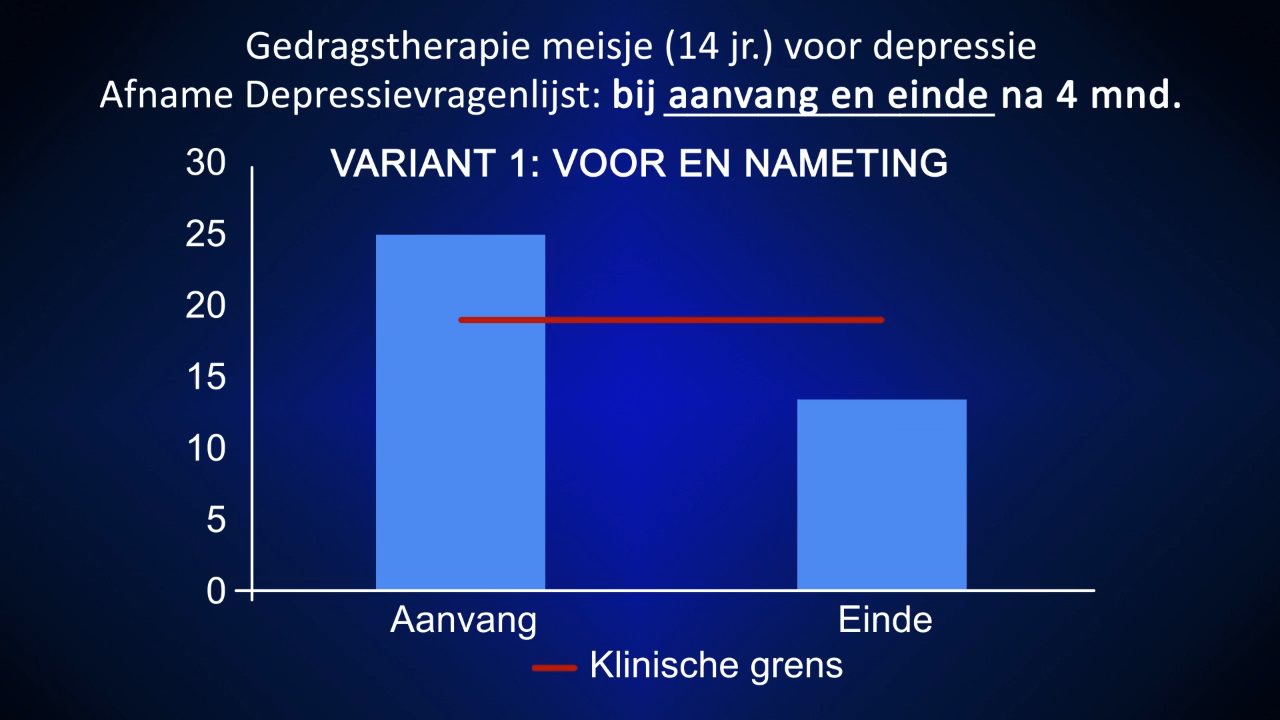 Gedragstherapie meisje (14 jr.) voor depressie
Afname Depressievragenlijst: bij aanvang en einde na 4 mnd.
VARIANT 1: VOOR EN NAMETING
30
25
20
15
10
5
0
Aanvang Einde
Klinische grens